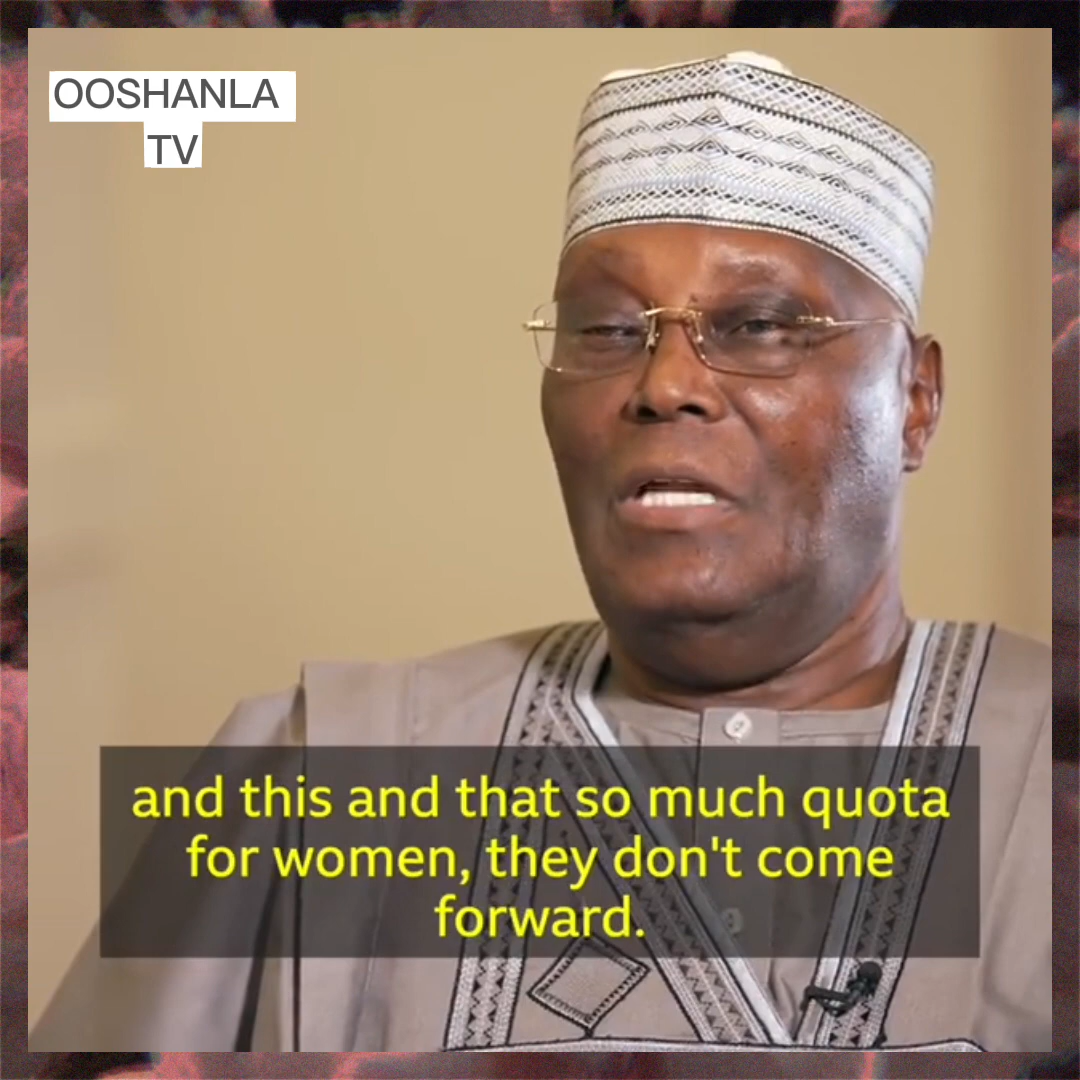 OOSHANLA
TV
and this and that so much quota
for women, they don't come
forward.